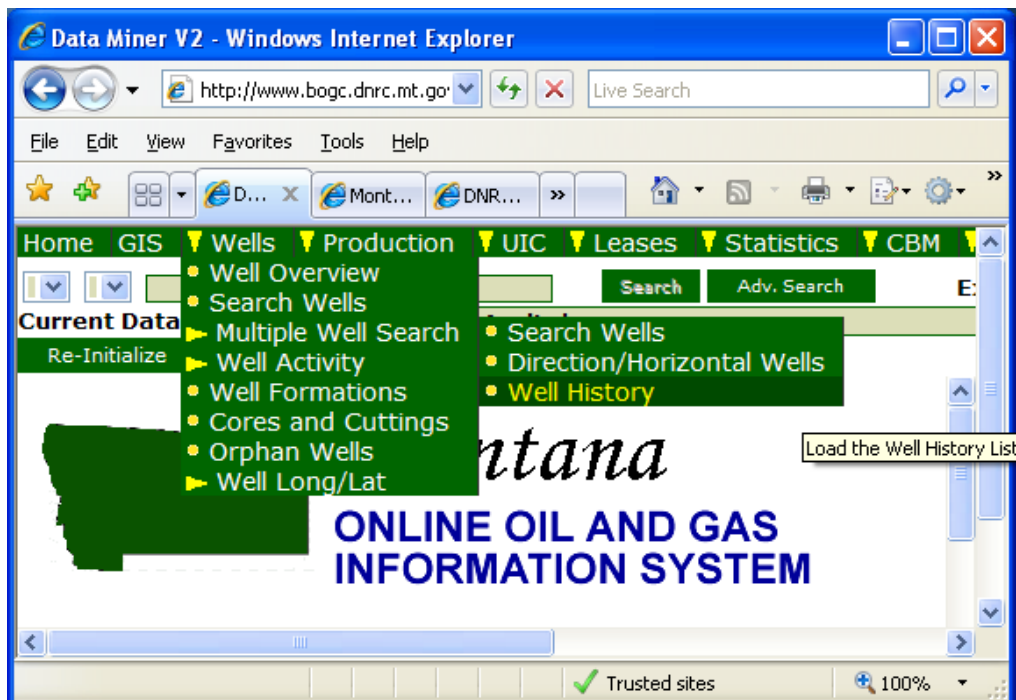 Data Miner V2 - Windows Internet Explorer
http://www.bogc.dnrc.mt.go
Live Search
File Edit View Favorites Tools Help
D... Mont... DNR... »
»
Home GIS Wells Production UIC Leases Statistics CBM
Search Adv. Search
Current Data
Re-Initialize
Well Overview
Search Wells
Multiple Well Search
Well Activity
Well Formations
Cores and Cuttings
Orphan Wells
Well Long/Lat
Search Wells
Direction/Horizontal Wells
Well History
Load the Well History List
ntana
ONLINE OIL AND GAS
INFORMATION SYSTEM
Trusted sites 100%